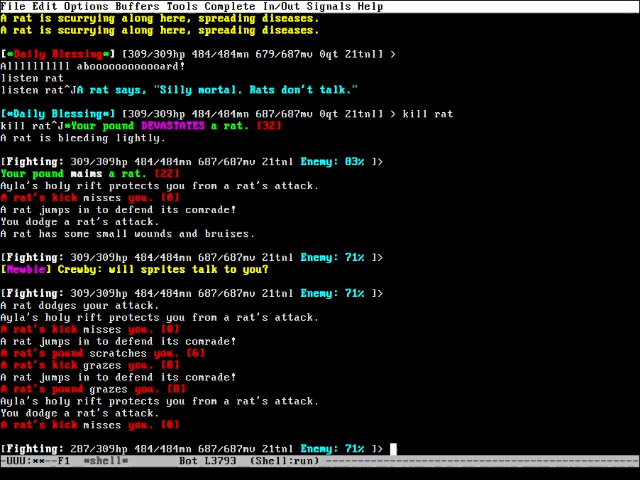 File Edit Options Buffers Tools Complete In/Out Signals Help
A rat is scurrying along here, spreading diseases.
A rat is scurrying along here, spreading diseases.
[*Daily Blessing*] [309/309hp 484/484mn 679/687mv 0qt 21tnl] >
Alllllllllll aboooooooooooard!
listen rat
listen rat^JA rat says, "Silly mortal. Rats don't talk."
[*Daily Blessing*] [309/309hp 484/484mn 687/687mv 0qt 21tnl] > kill rat
kill rat^J*Your pound DEVASTATES a rat. [32]
A rat is bleeding lightly.
[Fighting: 309/309hp 484/484mn 687/687mv 21tnl Enemy: 83% ]>
Your pound maims a rat. [22]
Ayla's holy rift protects you from a rat's attack.
A rat's kick misses you. [0]
A rat jumps in to defend its comrade!
You dodge a rat's attack.
A rat has some small wounds and bruises.
[Fighting: 309/309hp 484/484mn 687/687mv 21tnl Enemy: 71% ]>
[Newbie] Crewby: will sprites talk to you?
[Fighting: 309/309hp 484/484mn 687/687mv 21tnl Enemy: 71% ]>
A rat dodges your attack.
Ayla's holy rift protects you from a rat's attack.
A rat's kick misses you. [0]
A rat jumps in to defend its comrade!
A rat's pound scratches you. [6]
A rat's kick grazes you. [8]
A rat jumps in to defend its comrade!
A rat's pound grazes you. [8]
Ayla's holy rift protects you from a rat's attack.
You dodge a rat's attack.
A rat's kick misses you. [0]
[Fighting: 287/309hp 484/484mn 687/687mv 21tnl Enemy: 71% ]>
-UUU:**--F1 *shell* Bot L3793 (Shell:run)